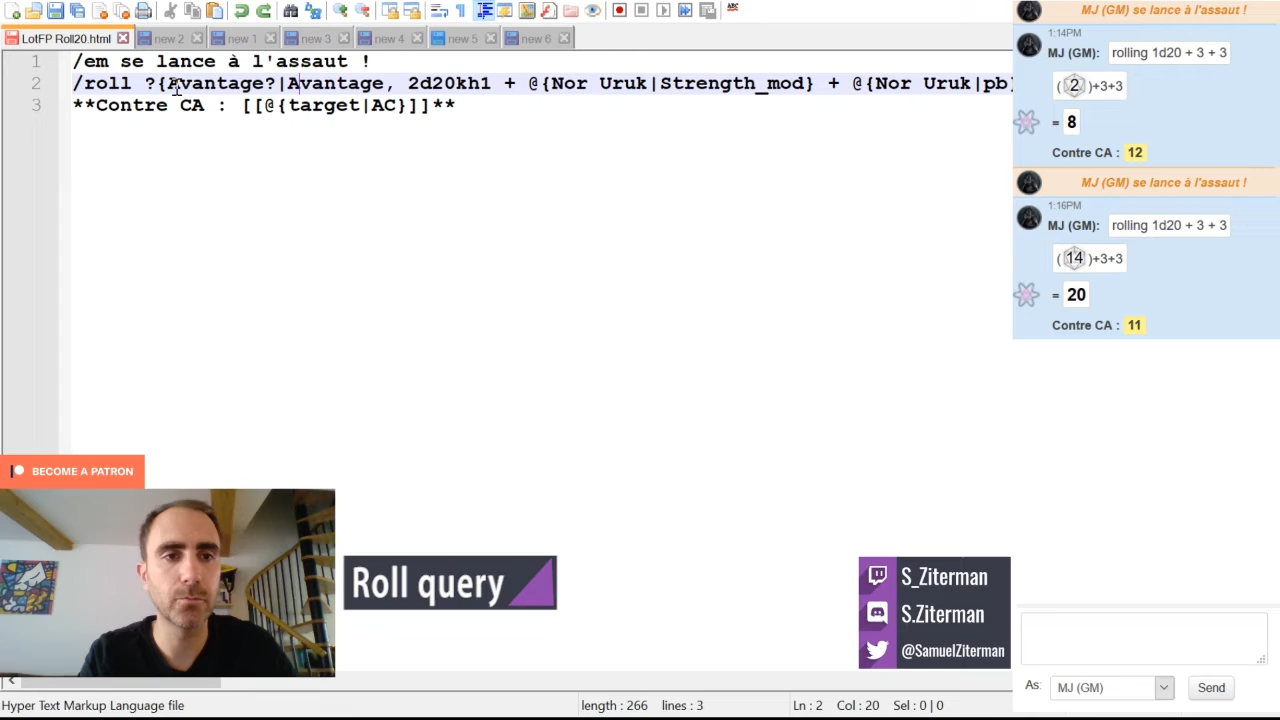 LotFP Roll20.html
new 2
new 1
new 3
new 4
new 5
new 6
1 /em se lance à l'assaut !
2 /roll ?{Avantage?|Avantage, 2d20kh1 + @{Nor Uruk|Strength_mod} + @{Nor Uruk|pb}
3 **Contre CA : [[@{target|AC}]]**
BECOME A PATRON
Roll query
S_Ziterman
S.Ziterman
@SamuelZiterman
Hyper Text Markup Language file
length : 266 lines : 3
Ln : 2 Col : 20 Sel : 0 | 0
MJ (GM) se lance à l'assaut !
1:14PM
MJ (GM): rolling 1d20 + 3 + 3
(2)+3+3
= 8
Contre CA : 12
MJ (GM) se lance à l'assaut !
1:16PM
MJ (GM): rolling 1d20 + 3 + 3
(14)+3+3
= 20
Contre CA : 11
As: MJ (GM) Send